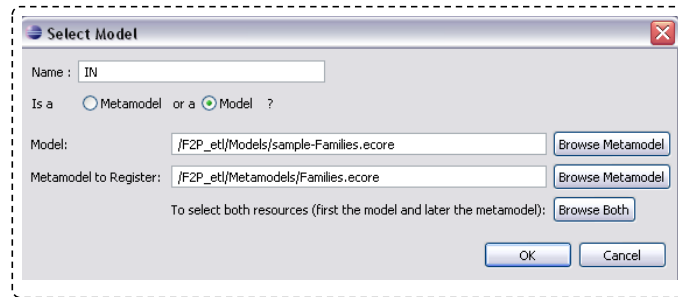 Select Model
Name : IN
Is a Metamodel or a Model ?
Model: /F2P_etl/Models/sample-Families.ecore Browse Metamodel
Metamodel to Register: /F2P_etl/Metamodels/Families.ecore Browse Metamodel
To select both resources (first the model and later the metamodel): Browse Both
OK Cancel